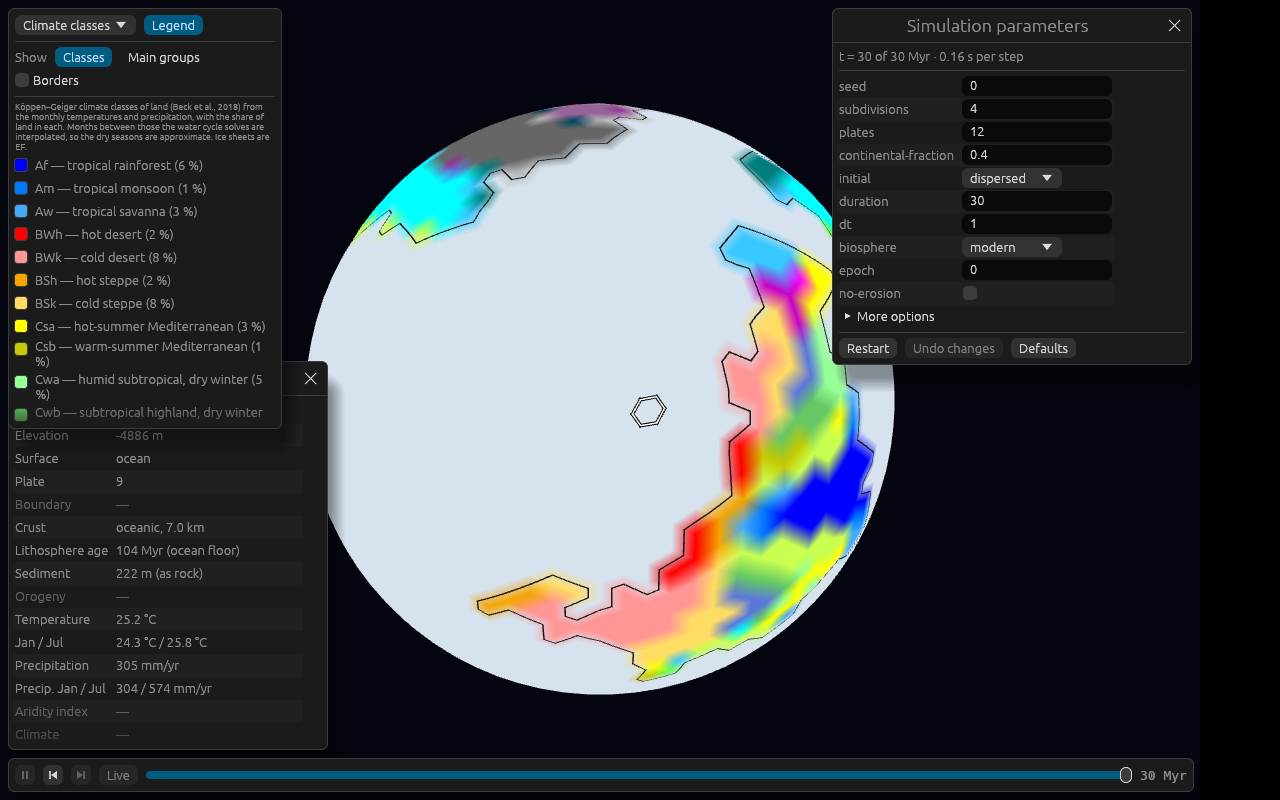 Climate classes
Legend
Show Classes Main groups
Borders
Köppen–Geiger climate classes of land (Beck et al., 2018) from
the monthly temperatures and precipitation, with the share of
land in each. Months between those the water cycle solves are
interpolated, so the dry seasons are approximate. Ice sheets are
EF.
Af — tropical rainforest (6 %)
Am — tropical monsoon (1 %)
Aw — tropical savanna (3 %)
BWh — hot desert (2 %)
BWk — cold desert (8 %)
BSh — hot steppe (2 %)
BSk — cold steppe (8 %)
Csa — hot-summer Mediterranean (3 %)
Csb — warm-summer Mediterranean (1
%)
Cwa — humid subtropical, dry winter (5
%)
Cwb — subtropical highland, dry winter
Elevation -4886 m
Surface ocean
Plate 9
Boundary —
Crust oceanic, 7.0 km
Lithosphere age 104 Myr (ocean floor)
Sediment 222 m (as rock)
Orogeny —
Temperature 25.2 °C
Jan / Jul 24.3 °C / 25.8 °C
Precipitation 305 mm/yr
Precip. Jan / Jul 304 / 574 mm/yr
Aridity index —
Climate —
Simulation parameters
t = 30 of 30 Myr · 0.16 s per step
seed 0
subdivisions 4
plates 12
continental-fraction 0.4
initial dispersed
duration 30
dt 1
biosphere modern
epoch 0
no-erosion
More options
Restart Undo changes Defaults
Live
30 Myr